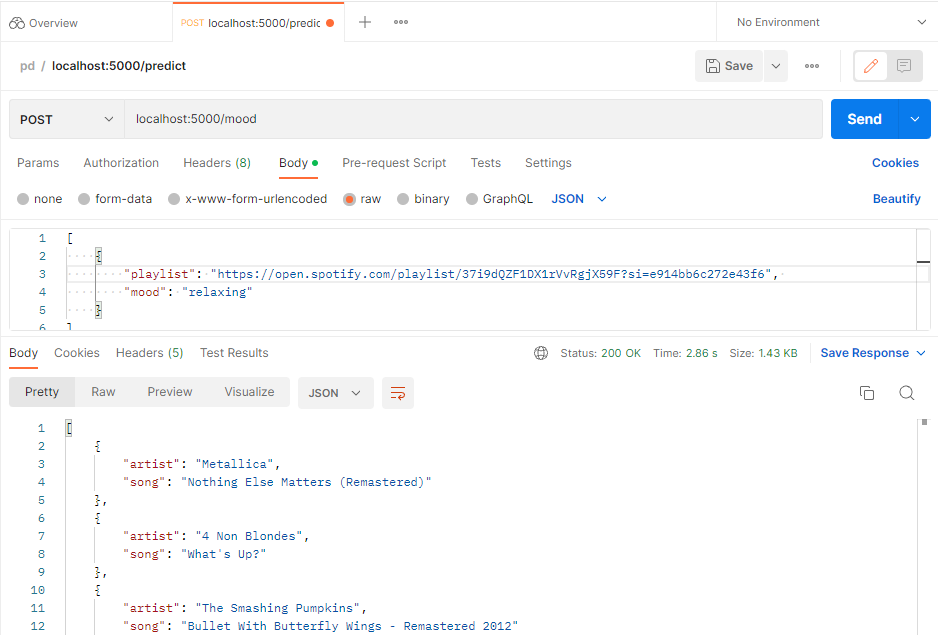 Overview
POST localhost:5000/predic
No Environment
pd / localhost:5000/predict
Save
POST
localhost:5000/mood
Send
Params Authorization Headers (8) Body Pre-request Script Tests Settings Cookies
none form-data x-www-form-urlencoded raw binary GraphQL JSON Beautify
1 [
2 {
3 "playlist": "https://open.spotify.com/playlist/37i9dQZF1DX1rVvRgjX59F?si=e914bb6c272e43f6",
4 "mood": "relaxing"
5 }
6 ]
Body Cookies Headers (5) Test Results Status: 200 OK Time: 2.86 s Size: 1.43 KB Save Response
Pretty Raw Preview Visualize JSON
1 [
2 {
3 "artist": "Metallica",
4 "song": "Nothing Else Matters (Remastered)"
5 },
6 {
7 "artist": "4 Non Blondes",
8 "song": "What's Up?"
9 },
10 {
11 "artist": "The Smashing Pumpkins",
12 "song": "Bullet With Butterfly Wings - Remastered 2012"